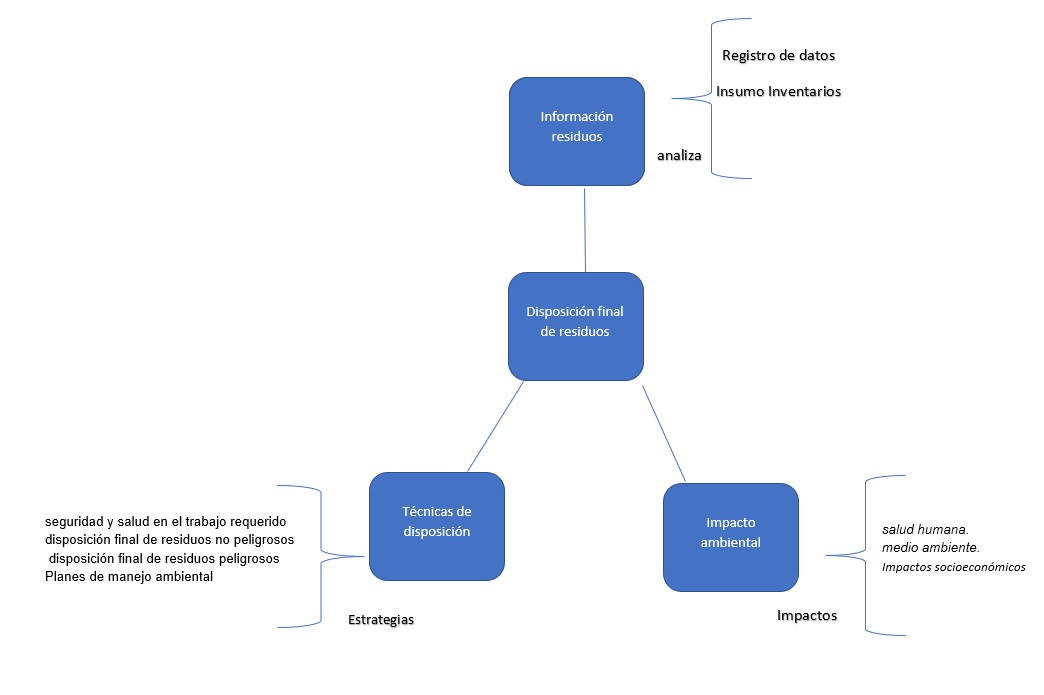 Registro de datos
Insumo Inventarios
Información
residuos
analiza
Disposición final
de residuos
Técnicas de
disposición
seguridad y salud en el trabajo requerido
disposición final de residuos no peligrosos
disposición final de residuos peligrosos
Planes de manejo ambiental
Estrategias
Impacto
ambiental
salud humana.
medio ambiente.
Impactos socioeconómicos
Impactos